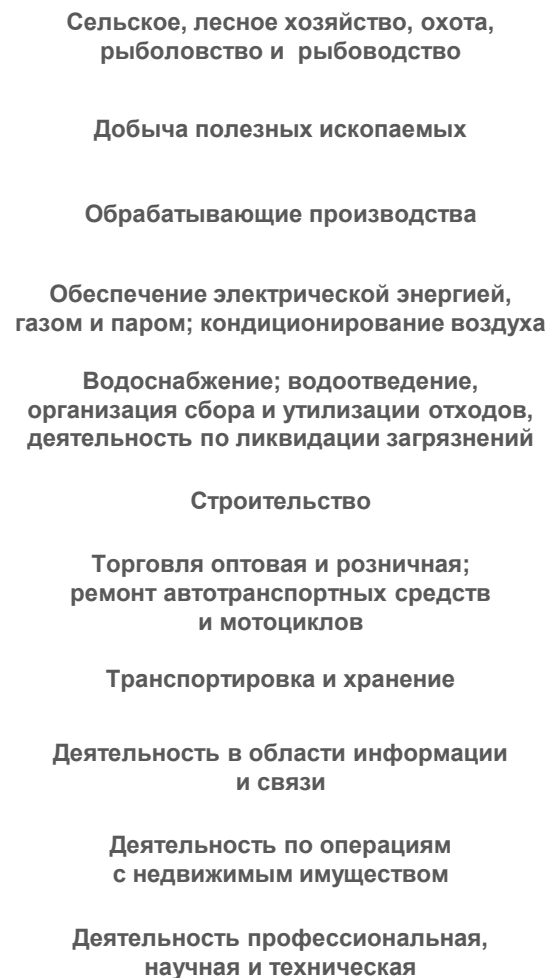 Сельское, лесное хозяйство, охота,
рыболовство и  рыбоводство
Добыча полезных ископаемых
Обрабатывающие производства
Обеспечение электрической энергией,
газом и паром; кондиционирование воздуха
Водоснабжение; водоотведение,
организация сбора и утилизации отходов,
деятельность по ликвидации загрязнений
Строительство
Торговля оптовая и розничная;
ремонт автотранспортных средств
и мотоциклов
Транспортировка и хранение
Деятельность в области информации
и связи
Деятельность по операциям
с недвижимым имуществом
Деятельность профессиональная,
научная и техническая